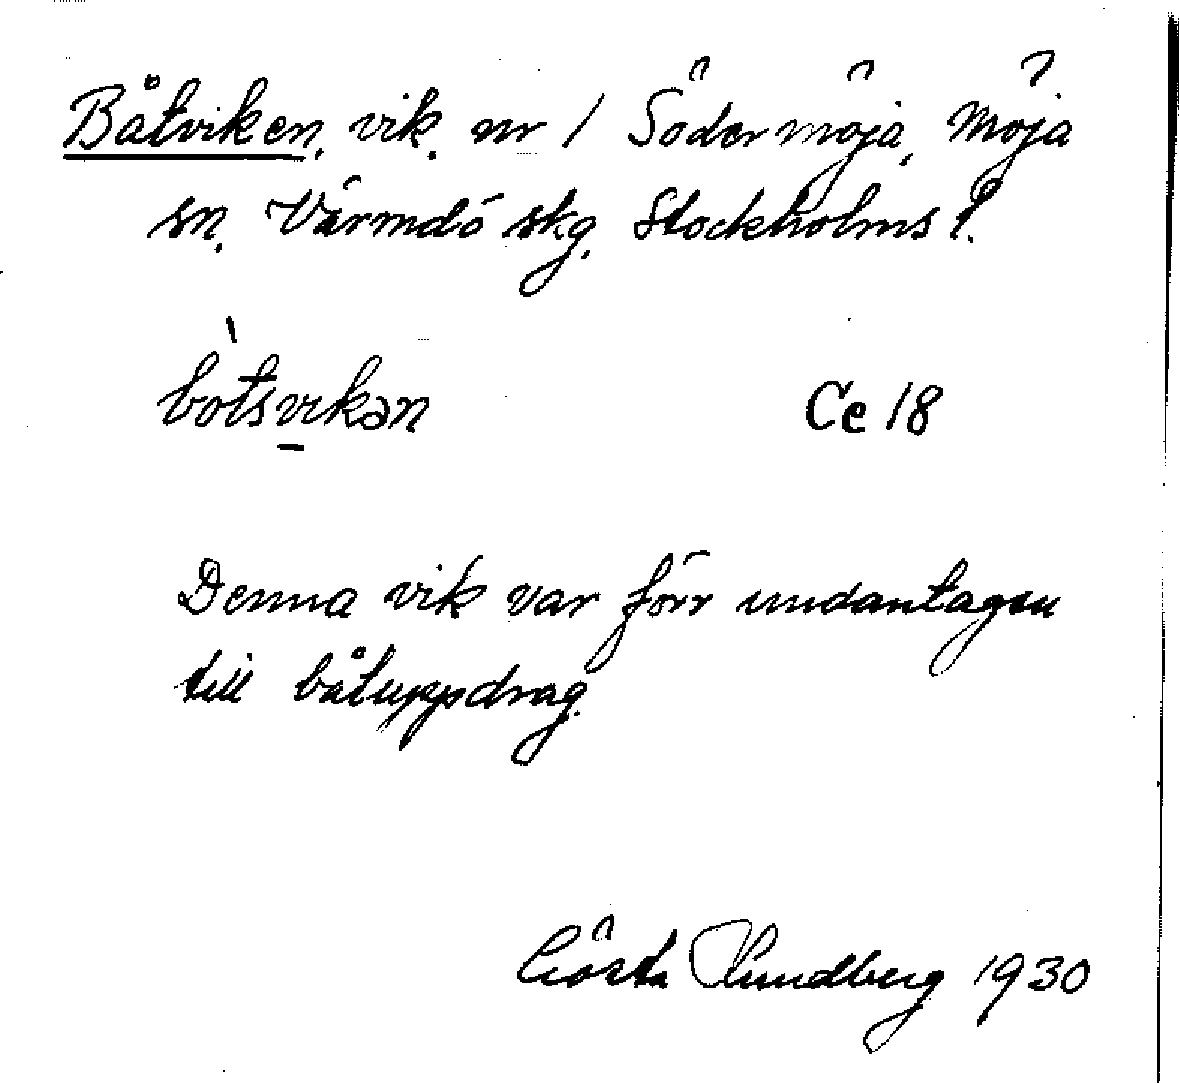 Båtviken, vik, nr 1 Södermöja, Möja
sn, Värmdö skg, Stockholms l.
bòtsvikən Ce 18
Denna vik var förr undantagen
till båtuppdrag.
Gösta Lundberg 1930